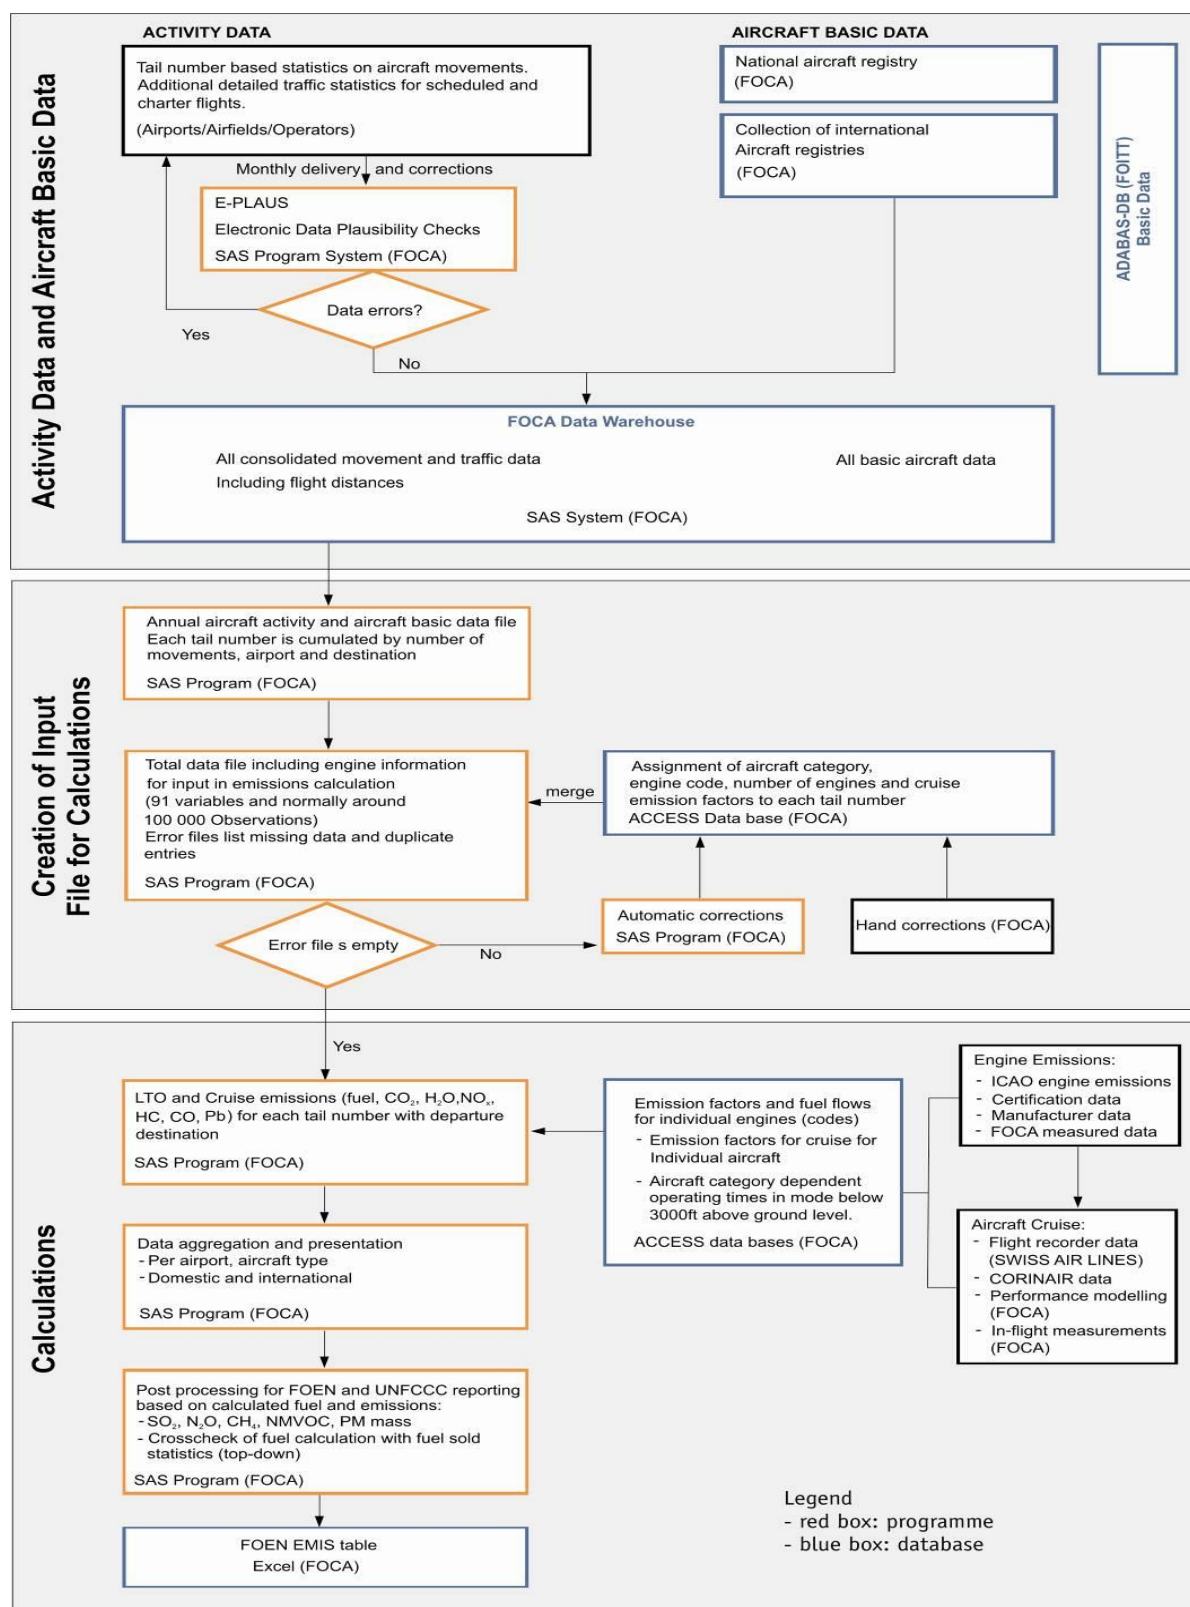 Activity Data and Aircraft Basic Data
ACTIVITY DATA
Tail number based statistics on aircraft movements.
Additional detailed traffic statistics for scheduled and
charter flights.
(Airports/Airfields/Operators)
Monthly delivery and corrections
E-PLAUS
Electronic Data Plausibility Checks
SAS Program System (FOCA)
Data errors?
Yes
No
AIRCRAFT BASIC DATA
National aircraft registry
(FOCA)
Collection of international
Aircraft registries
(FOCA)
ADABAS-DB (FOITT)
Basic Data
FOCA Data Warehouse
All consolidated movement and traffic data
Including flight distances
All basic aircraft data
SAS System (FOCA)
Creation of Input
File for Calculations
Annual aircraft activity and aircraft basic data file
Each tail number is cumulated by number of
movements, airport and destination
SAS Program (FOCA)
Total data file including engine information
for input in emissions calculation
(91 variables and normally around
100 000 Observations)
Error files list missing data and duplicate
entries
SAS Program (FOCA)
merge
Assignment of aircraft category,
engine code, number of engines and cruise
emission factors to each tail number
ACCESS Data base (FOCA)
Error file s empty
No
Automatic corrections
SAS Program (FOCA)
Hand corrections (FOCA)
Calculations
Yes
LTO and Cruise emissions (fuel, CO₂, H₂O,NOₓ,
HC, CO, Pb) for each tail number with departure
destination
SAS Program (FOCA)
Emission factors and fuel flows
for individual engines (codes)
- Emission factors for cruise for
Individual aircraft
- Aircraft category dependent
operating times in mode below
3000ft above ground level.
ACCESS data bases (FOCA)
Engine Emissions:
- ICAO engine emissions
- Certification data
- Manufacturer data
- FOCA measured data
Aircraft Cruise:
- Flight recorder data
(SWISS AIR LINES)
- CORINAIR data
- Performance modelling
(FOCA)
- In-flight measurements
(FOCA)
Data aggregation and presentation
- Per airport, aircraft type
- Domestic and international
SAS Program (FOCA)
Post processing for FOEN and UNFCCC reporting
based on calculated fuel and emissions:
- SO₂, N₂O, CH₄, NMVOC, PM mass
- Crosscheck of fuel calculation with fuel sold
statistics (top-down)
SAS Program (FOCA)
FOEN EMIS table
Excel (FOCA)
Legend
- red box: programme
- blue box: database